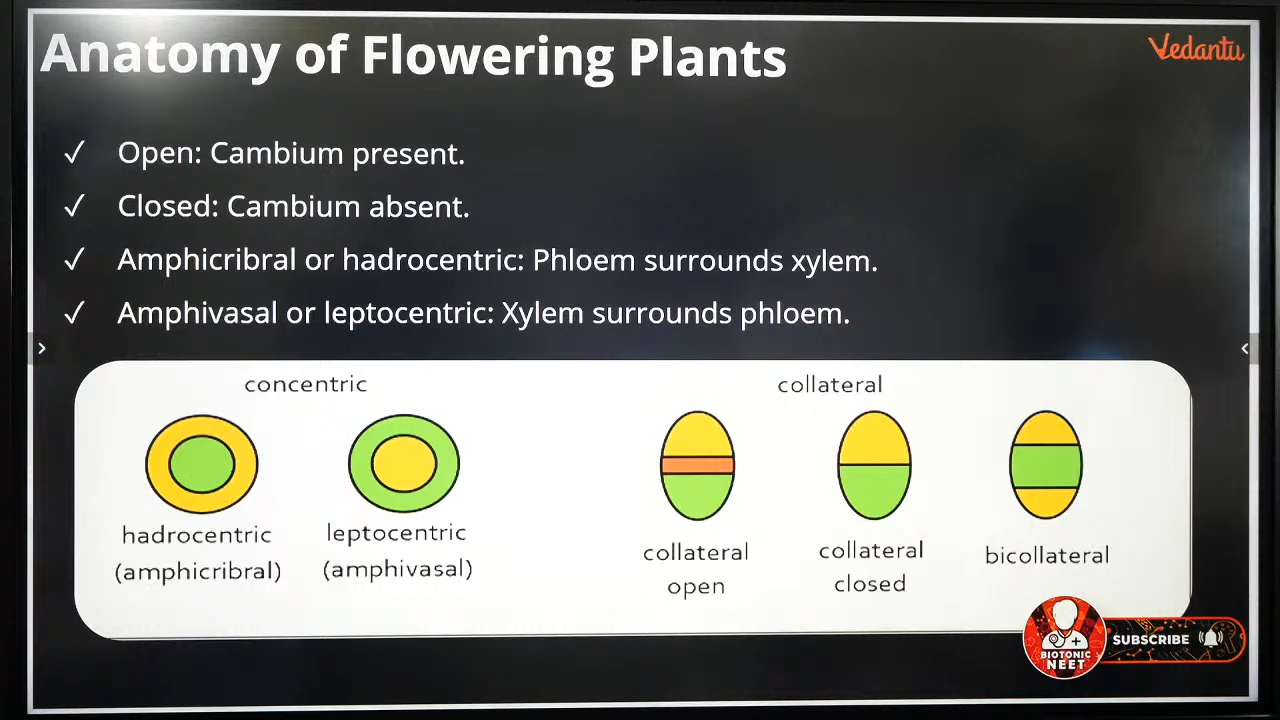 Anatomy of Flowering Plants
Vedantu
✓ Open: Cambium present.
✓ Closed: Cambium absent.
✓ Amphicribral or hadrocentric: Phloem surrounds xylem.
✓ Amphivasal or leptocentric: Xylem surrounds phloem.
concentric
collateral
hadrocentric
(amphicribral)
leptocentric
(amphivasal)
collateral
open
collateral
closed
bicollateral
BIOTONIC
NEET
SUBSCRIBE